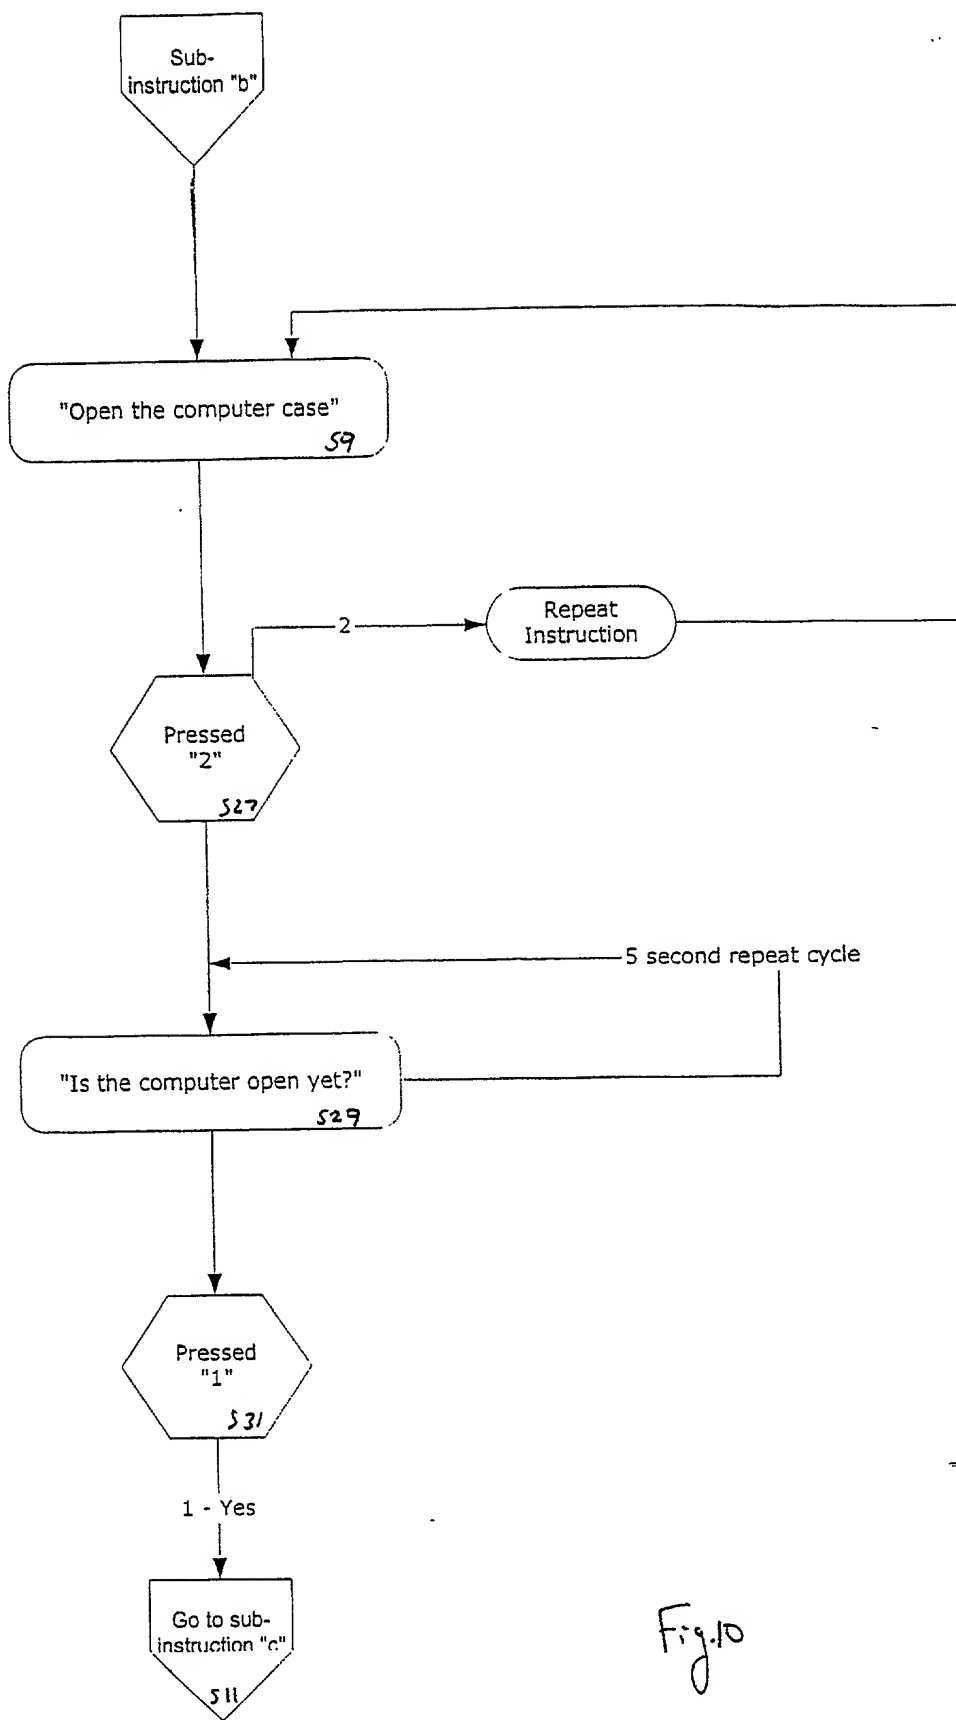 Sub-
instruction "b"
"Open the computer case"
S9
2
Repeat
Instruction
Pressed
"2"
S27
5 second repeat cycle
"Is the computer open yet?"
S29
Pressed
"1"
S31
1 - Yes
Go to sub-
instruction "c"
S11
Fig.10